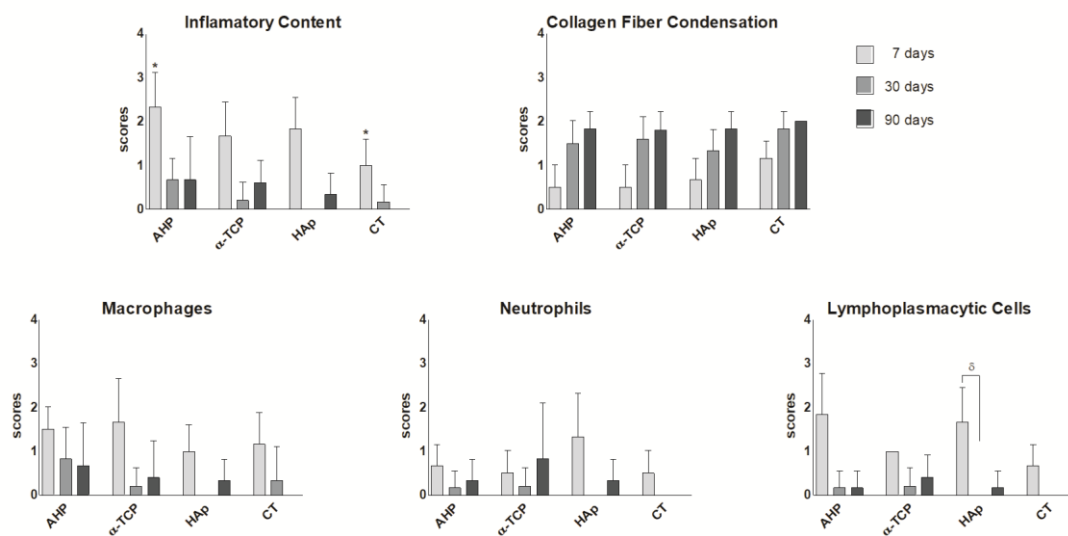 Inflamatory Content
4
3
2
1
0
scores
*
*
AHP
α-TCP
HAp
CT
Collagen Fiber Condensation
4
3
2
1
0
scores
AHP
α-TCP
HAp
CT
7 days
30 days
90 days
Macrophages
4
3
2
1
0
scores
AHP
α-TCP
HAp
CT
Neutrophils
4
3
2
1
0
scores
AHP
α-TCP
HAp
CT
Lymphoplasmacytic Cells
4
3
2
1
0
scores
δ
AHP
α-TCP
HAp
CT